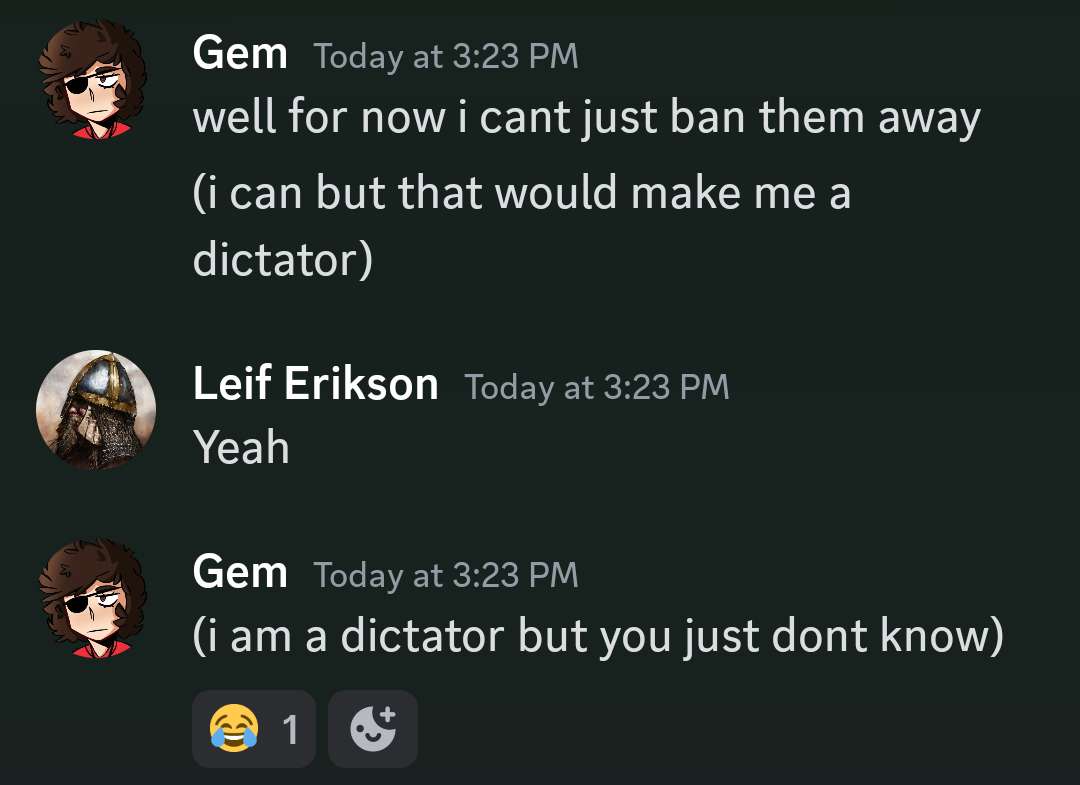 Gem Today at 3:23 PM
well for now i cant just ban them away
(i can but that would make me a
dictator)
Leif Erikson Today at 3:23 PM
Yeah
Gem Today at 3:23 PM
(i am a dictator but you just dont know)
😂 1